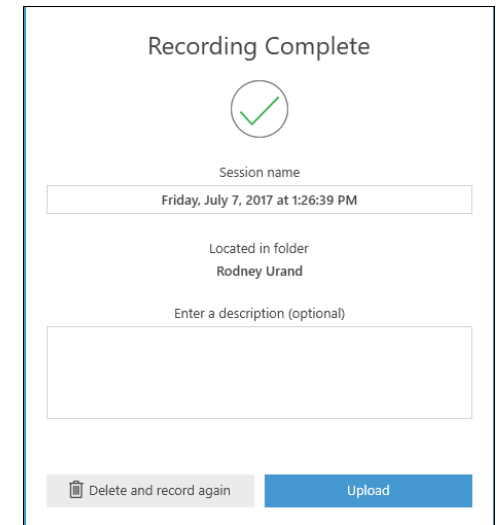 Recording Complete
Session name
Friday, July 7, 2017 at 1:26:39 PM
Located in folder
Rodney Urand
Enter a description (optional)
Delete and record again
Upload